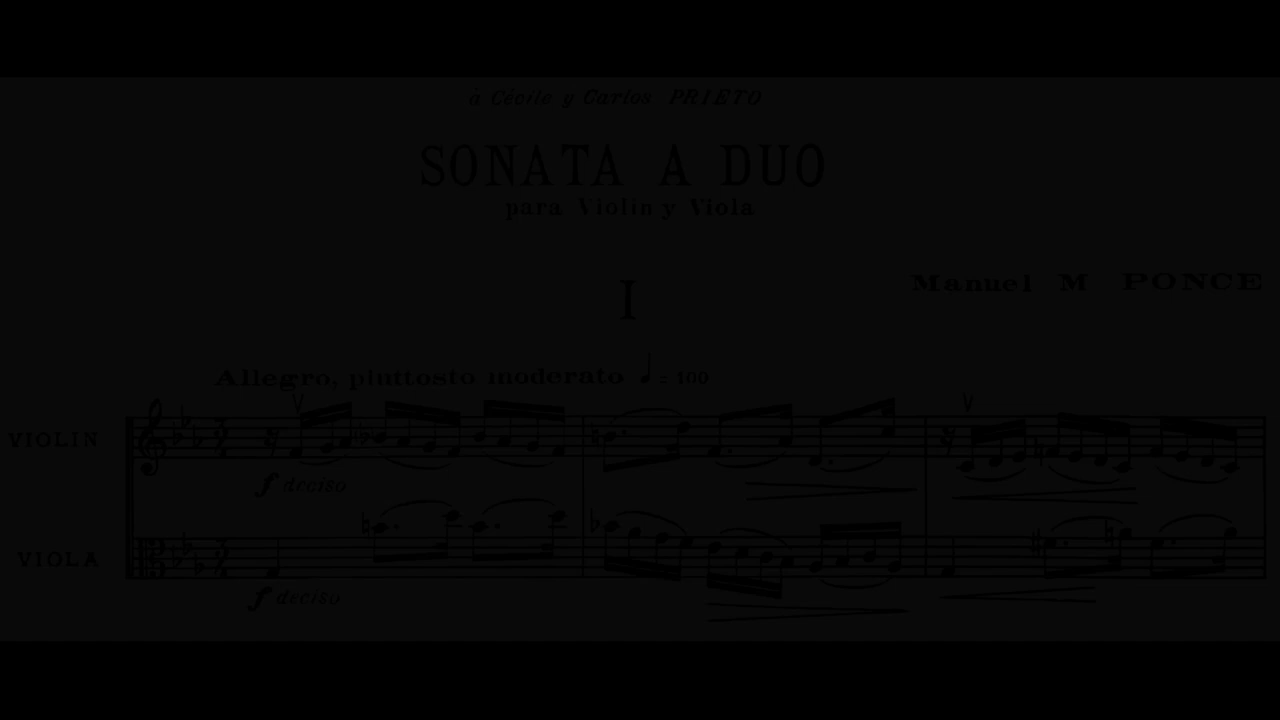 à Cécile y Carlos PRIETO
SONATA A DUO
para Violin y Viola
I
Manuel M PONCE
Allegro, piuttosto moderato ♩ = 100
VIOLIN
f deciso
VIOLA
f deciso